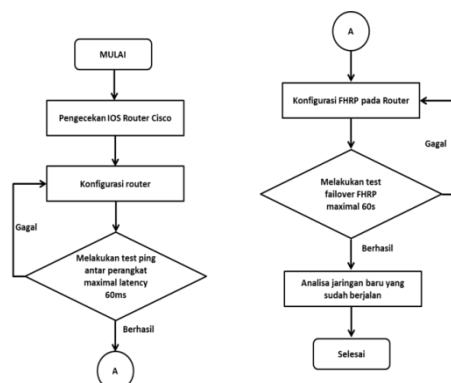 MULAI
Pengecekan IOS Router Cisco
Konfigurasi router
Gagal
Melakukan test ping
antar perangkat
maximal latency
60ms
Berhasil
A
A
Konfigurasi FHRP pada Router
Gagal
Melakukan test
failover FHRP
maximal 60s
Berhasil
Analisa jaringan baru yang
sudah berjalan
Selesai